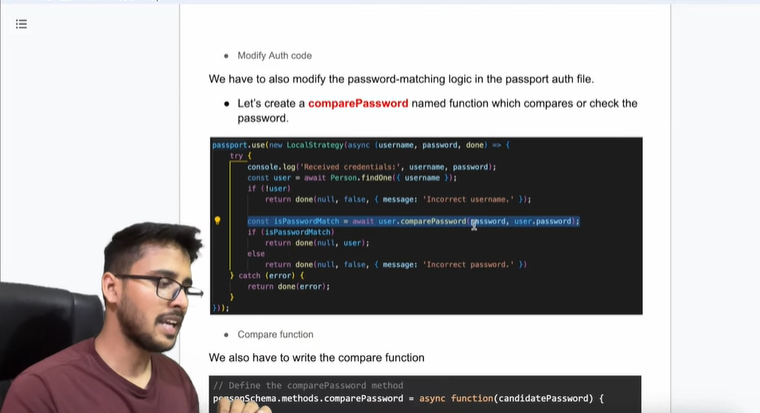 Modify Auth code
We have to also modify the password-matching logic in the passport auth file.
Let's create a comparePassword named function which compares or check the
password.
passport.use(new LocalStrategy(async (username, password, done) => {
try {
console.log('Received credentials:', username, password);
const user = await Person.findOne({ username });
if (!user)
return done(null, false, { message: 'Incorrect username.' });
const isPasswordMatch = await user.comparePassword(password, user.password);
if (isPasswordMatch)
return done(null, user);
else
return done(null, false, { message: 'Incorrect password.' })
} catch (error) {
return done(error);
}
}));
Compare function
We also have to write the compare function
// Define the comparePassword method
personSchema.methods.comparePassword = async function(candidatePassword) {